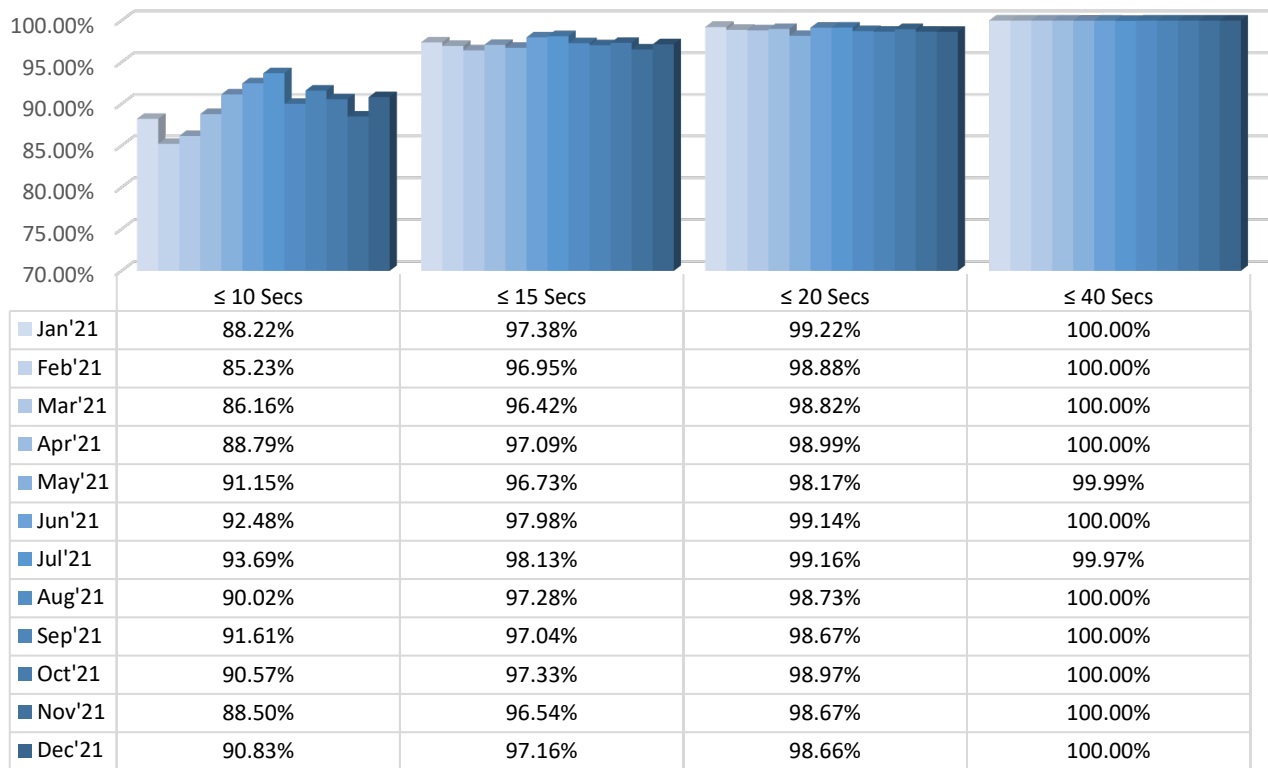 100.00%
95.00%
90.00%
85.00%
80.00%
75.00%
70.00%
≤ 10 Secs ≤ 15 Secs ≤ 20 Secs ≤ 40 Secs
Jan'21 88.22% 97.38% 99.22% 100.00%
Feb'21 85.23% 96.95% 98.88% 100.00%
Mar'21 86.16% 96.42% 98.82% 100.00%
Apr'21 88.79% 97.09% 98.99% 100.00%
May'21 91.15% 96.73% 98.17% 99.99%
Jun'21 92.48% 97.98% 99.14% 100.00%
Jul'21 93.69% 98.13% 99.16% 99.97%
Aug'21 90.02% 97.28% 98.73% 100.00%
Sep'21 91.61% 97.04% 98.67% 100.00%
Oct'21 90.57% 97.33% 98.97% 100.00%
Nov'21 88.50% 96.54% 98.67% 100.00%
Dec'21 90.83% 97.16% 98.66% 100.00%